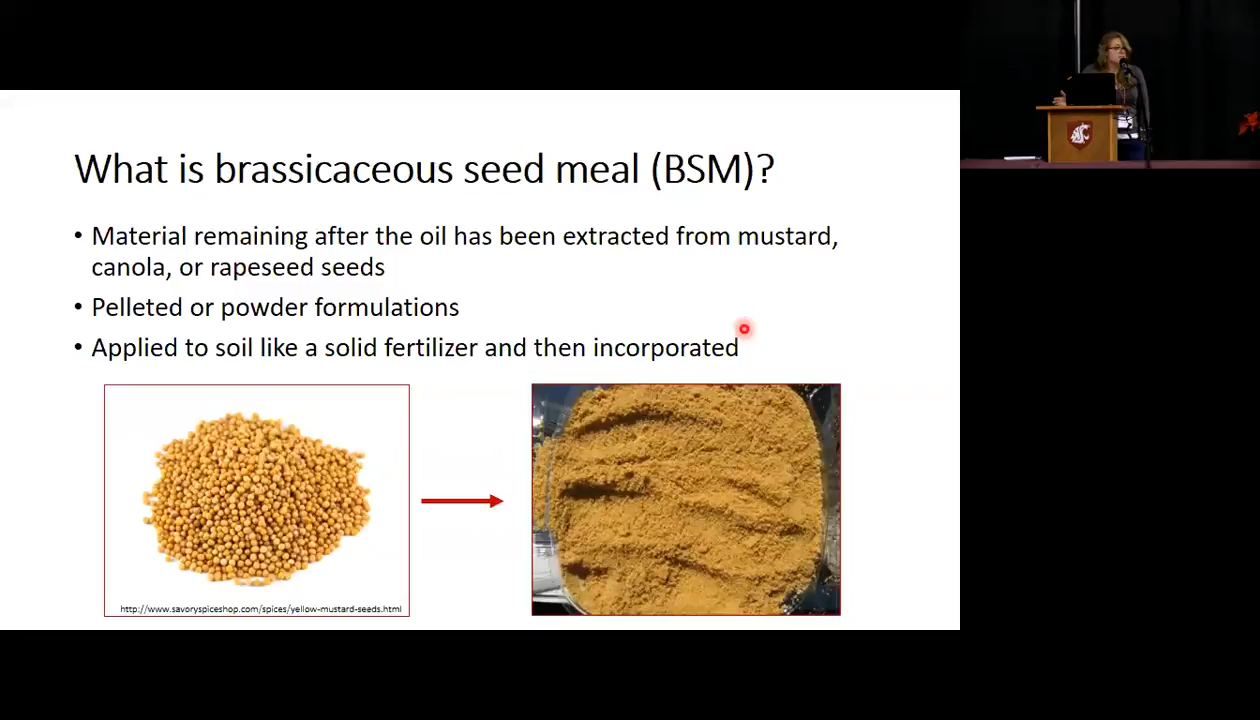 What is brassicaceous seed meal (BSM)?
• Material remaining after the oil has been extracted from mustard,
canola, or rapeseed seeds
• Pelleted or powder formulations
• Applied to soil like a solid fertilizer and then incorporated
http://www.savoryspiceshop.com/spices/yellow-mustard-seeds.html